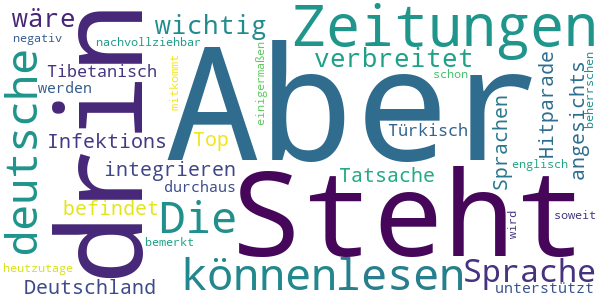 wäre
negativ
drin
wichtig
nachvollziehbar
Zeitungen
verbreitet
schon
deutsche
Tibetanisch
werden
mitkommt
einigermaßen
Aber
Türkisch
Sprachen
Hitparade
angesichts
beherrschen
Infektions
Top
integrieren
durchaus
Tatsache
englisch
befindet
bemerkt
Die
Steht
wird
soweit
heutzutage
Deutschland
könnenlesen
Sprache
unterstützt